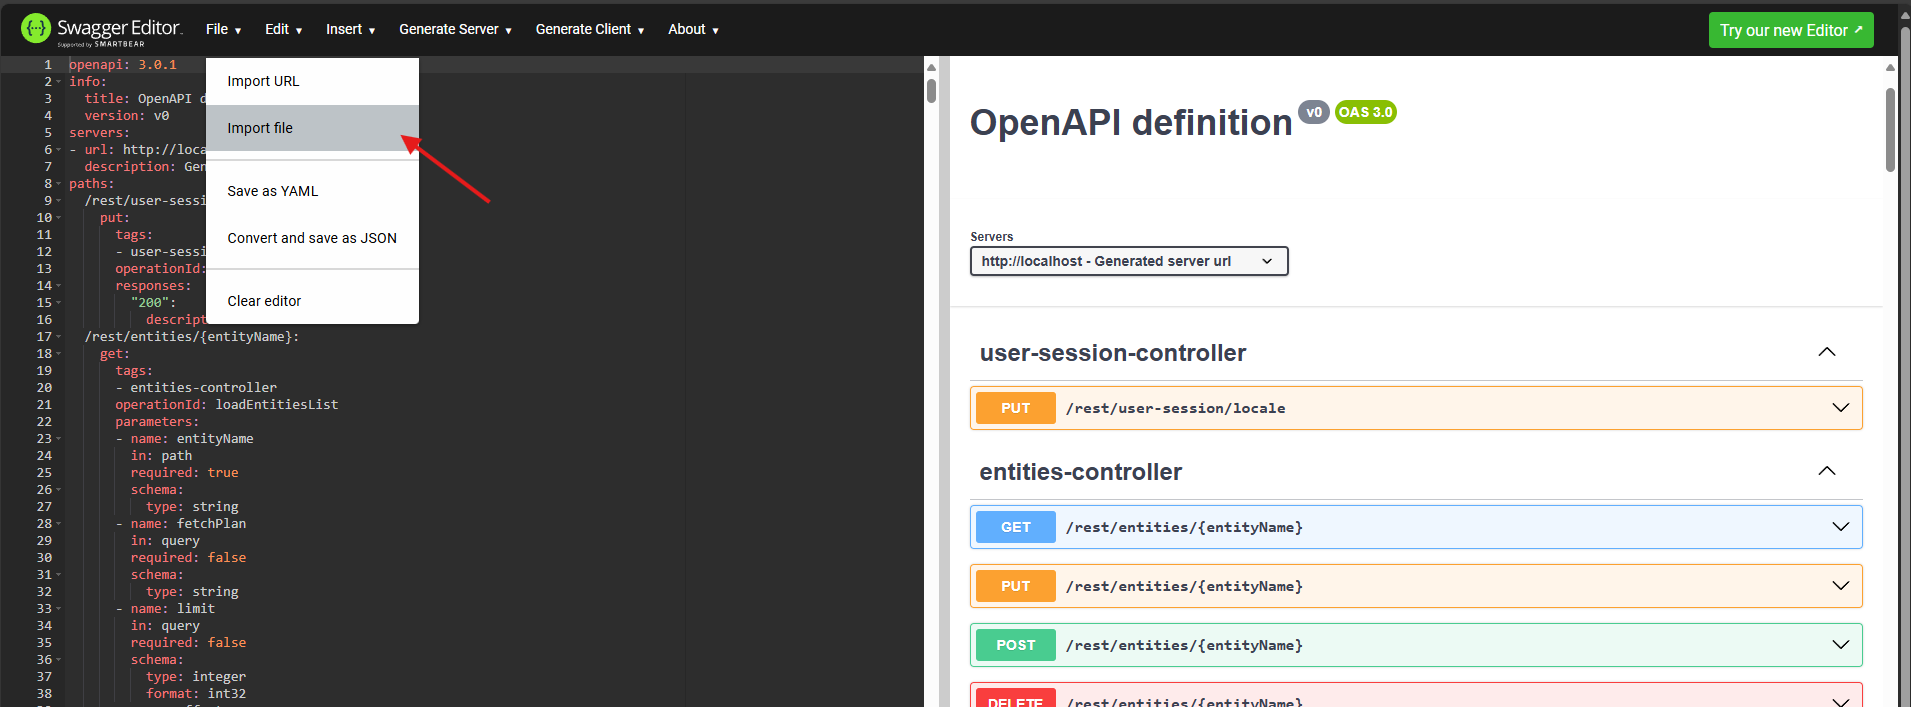 Swagger Editor.
Supported by SMARTBEAR
File
Edit
Insert
Generate Server
Generate Client
About
Try our new Editor
Import URL
Import file
Save as YAML
Convert and save as JSON
Clear editor
1 openapi: 3.0.1
2 info:
3 title: OpenAPI d
4 version: v0
5 servers:
6 - url: http://loca
7 description: Gen
8 paths:
9 /rest/user-sessi
10 put:
11 tags:
12 - user-sessi
13 operationId:
14 responses:
15 "200":
16 descript
17 /rest/entities/{entityName}:
18 get:
19 tags:
20 - entities-controller
21 operationId: loadEntitiesList
22 parameters:
23 - name: entityName
24 in: path
25 required: true
26 schema:
27 type: string
28 - name: fetchPlan
29 in: query
30 required: false
31 schema:
32 type: string
33 - name: limit
34 in: query
35 required: false
36 schema:
37 type: integer
38 format: int32
OpenAPI definition v0 OAS 3.0
Servers
http://localhost - Generated server url
user-session-controller
PUT /rest/user-session/locale
entities-controller
GET /rest/entities/{entityName}
PUT /rest/entities/{entityName}
POST /rest/entities/{entityName}
DELETE /rest/entities/{entityName}